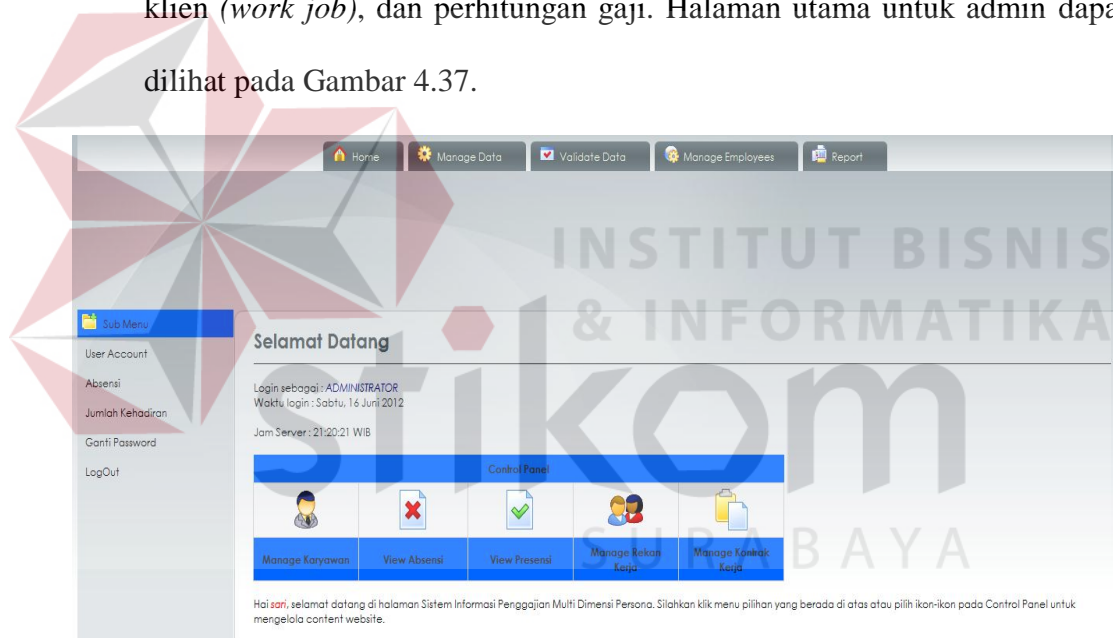 klien (work job), dan perhitungan gaji. Halaman utama untuk admin dapa
dilihat pada Gambar 4.37.
Home Manage Data Validate Data Manage Employees Report
INSTITUT BISNIS
& INFORMATIKA
stikom
SURABAYA
Sub Menu
User Account
Absensi
Jumlah Kehadiran
Ganti Password
LogOut
Selamat Datang
Login sebagai : ADMINISTRATOR
Waktu login : Sabtu, 16 Juni 2012
Jam Server : 21:20:21 WIB
Control Panel
Manage Karyawan View Absensi View Presensi Manage Rekan Kerja Manage Kontrak Kerja
Hai sari, selamat datang di halaman Sistem Informasi Penggajian Multi Dimensi Persona. Silahkan klik menu pilihan yang berada di atas atau pilih ikon-ikon pada Control Panel untuk
mengelola content website.